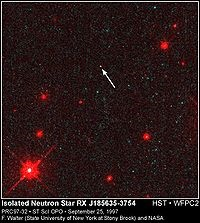 Isolated Neutron Star RX J185635-3754
HST • WFPC2
PRC97-32 • ST ScI OPO • September 25, 1997
F. Walter (State University of New York at Stony Brook) and NASA